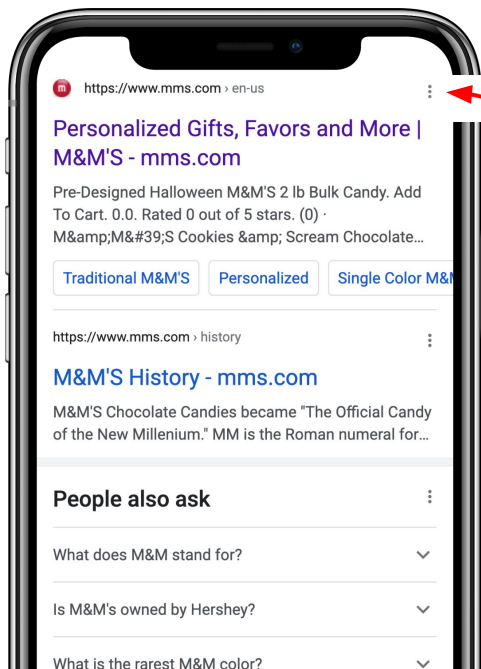 m https://www.mms.com › en-us
Personalized Gifts, Favors and More |
M&M'S - mms.com
Pre-Designed Halloween M&M'S 2 lb Bulk Candy. Add
To Cart. 0.0. Rated 0 out of 5 stars. (0) ·
M&amp;M&#39;S Cookies &amp; Scream Chocolate...
Traditional M&M'S Personalized Single Color M&M
https://www.mms.com › history
M&M'S History - mms.com
M&M'S Chocolate Candies became "The Official Candy
of the New Millenium." MM is the Roman numeral for...
People also ask
What does M&M stand for?
Is M&M's owned by Hershey?
What is the rarest M&M color?